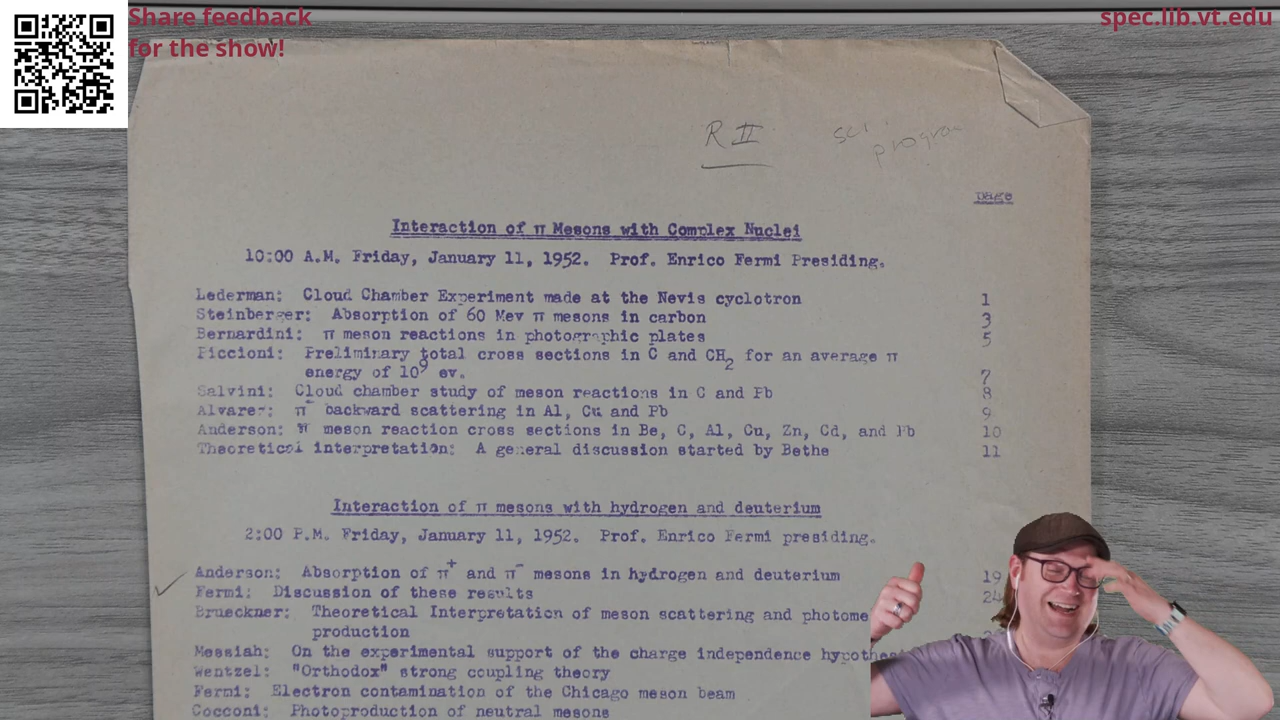 Share feedback
for the show!
spec.lib.vt.edu
R II
sci
program
page
Interaction of π Mesons with Complex Nuclei
10:00 A.M. Friday, January 11, 1952. Prof. Enrico Fermi Presiding.
Lederman: Cloud Chamber Experiment made at the Nevis cyclotron 1
Steinberger: Absorption of 60 Mev π mesons in carbon 3
Bernardini: π meson reactions in photographic plates 5
Piccioni: Preliminary total cross sections in C and CH₂ for an average π
energy of 10⁹ ev. 7
Salvini: Cloud chamber study of meson reactions in C and Pb 8
Alvarez: π⁻ backward scattering in Al, Cu and Pb 9
Anderson: π meson reaction cross sections in Be, C, Al, Cu, Zn, Cd, and Pb 10
Theoretical interpretation: A general discussion started by Bethe 11
Interaction of π mesons with hydrogen and deuterium
2:00 P.M. Friday, January 11, 1952. Prof. Enrico Fermi presiding.
Anderson: Absorption of π⁺ and π⁻ mesons in hydrogen and deuterium 19
Fermi: Discussion of these results 24
Brueckner: Theoretical Interpretation of meson scattering and photome
production
Messiah: On the experimental support of the charge independence hypothes
Wentzel: "Orthodox" strong coupling theory
Fermi: Electron contamination of the Chicago meson beam
Cocconi: Photoproduction of neutral mesons